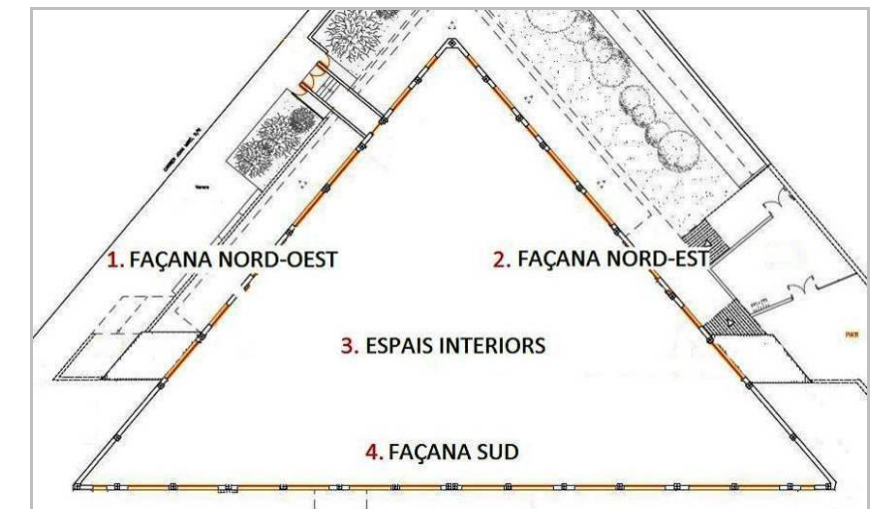 1. FAÇANA NORD-OEST
2. FAÇANA NORD-EST
3. ESPAIS INTERIORS
4. FAÇANA SUD